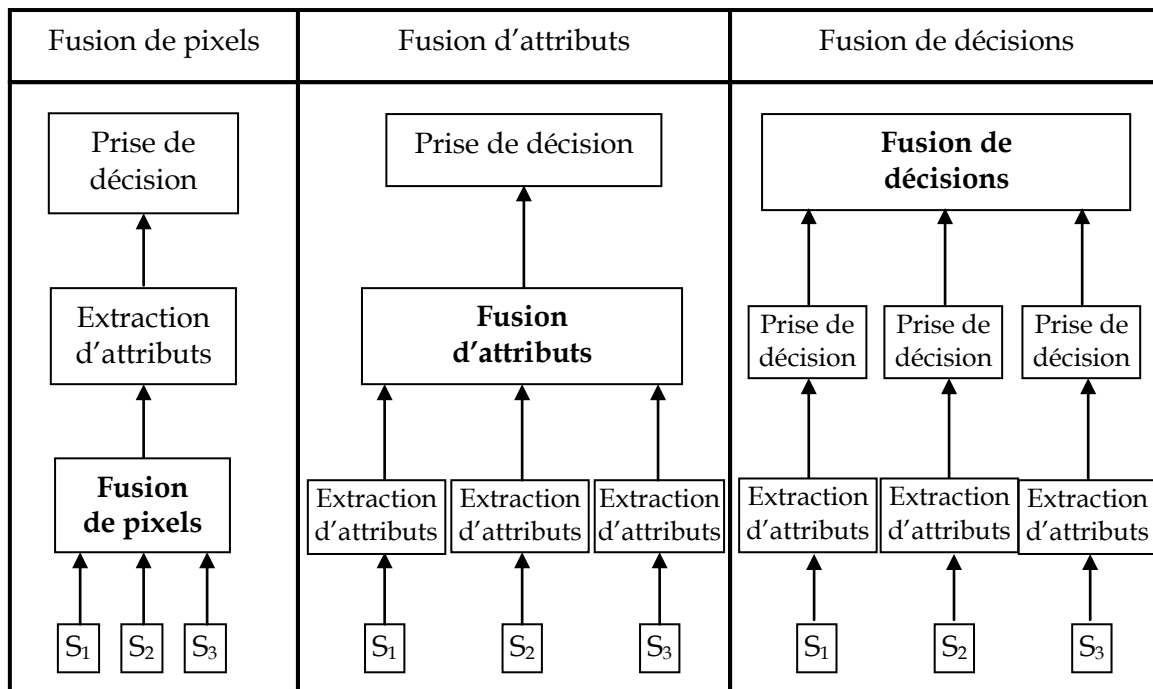 Fusion de pixels
Fusion d’attributs
Fusion de décisions
Prise de
décision
Extraction
d’attributs
Fusion
de pixels
S₁ S₂ S₃
Prise de décision
Fusion
d’attributs
Extraction
d’attributs
Extraction
d’attributs
Extraction
d’attributs
S₁ S₂ S₃
Fusion de
décisions
Prise de
décision
Prise de
décision
Prise de
décision
Extraction
d’attributs
Extraction
d’attributs
Extraction
d’attributs
S₁ S₂ S₃